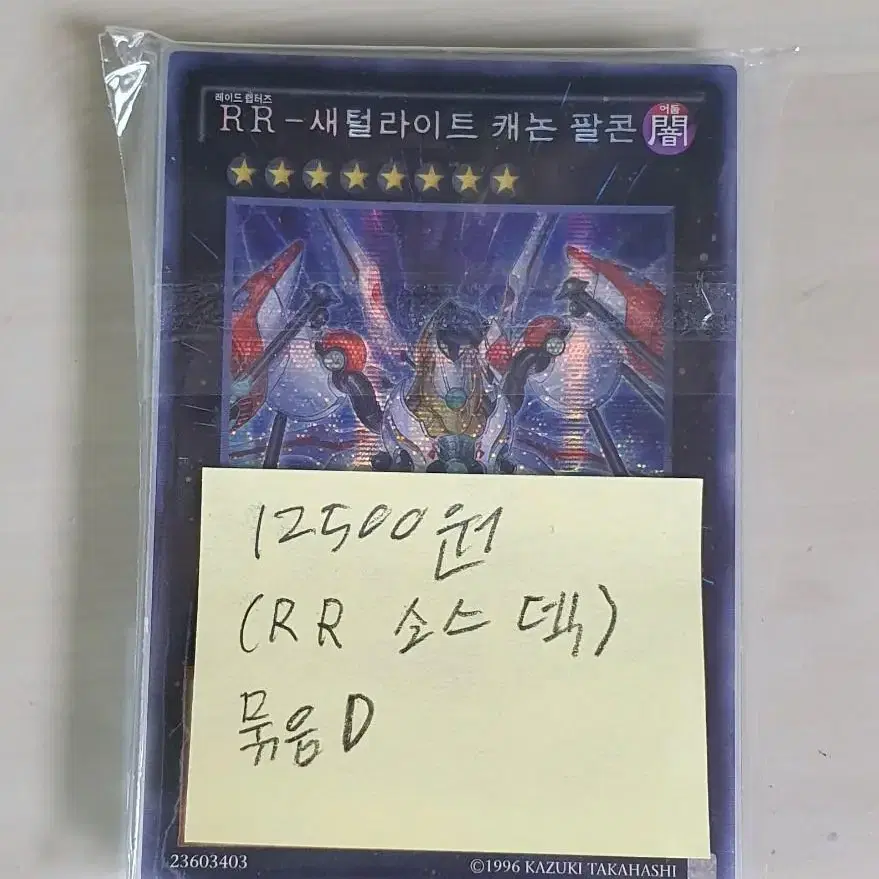 레이드 랩터즈
RR-새털라이트 캐논 팔콘
어둠
闇
12500원
(RR 소스 덱)
묶음D
23603403
©1996 KAZUKI TAKAHASHI